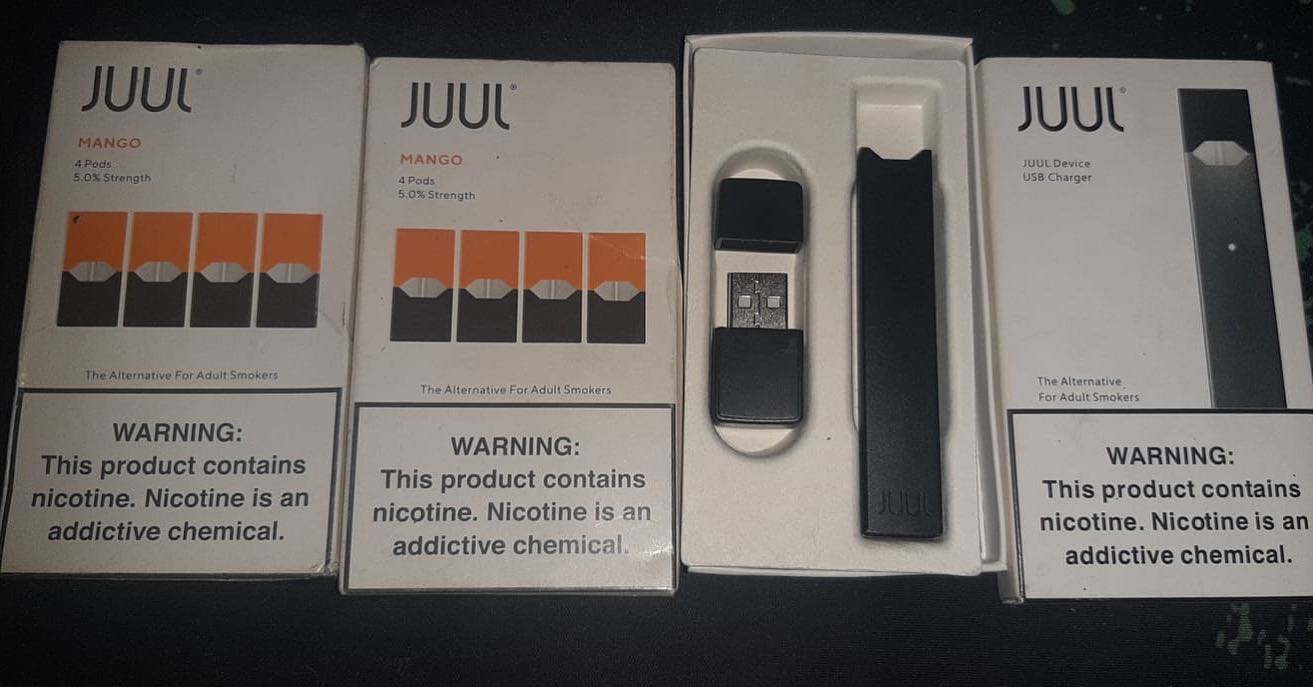 JUUL®
MANGO
4 Pods
5.0% Strength
The Alternative For Adult Smokers
WARNING:
This product contains
nicotine. Nicotine is an
addictive chemical.
JUUL®
MANGO
4 Pods
5.0% Strength
The Alternative For Adult Smokers
WARNING:
This product contains
nicotine. Nicotine is an
addictive chemical.
JUUL
JUUL®
JUUL Device
USB Charger
The Alternative
For Adult Smokers
WARNING:
This product contains
nicotine. Nicotine is an
addictive chemical.